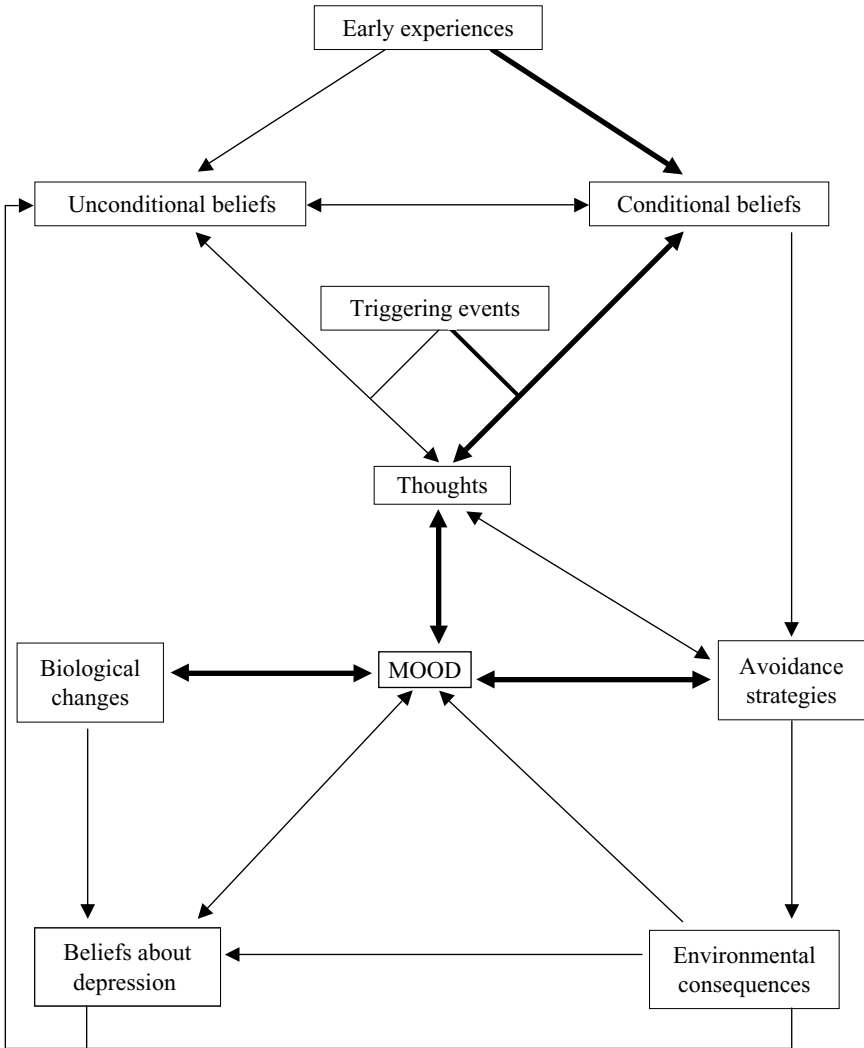 Early experiences
Unconditional beliefs
Conditional beliefs
Triggering events
Thoughts
Biological
changes
MOOD
Avoidance
strategies
Beliefs about
depression
Environmental
consequences